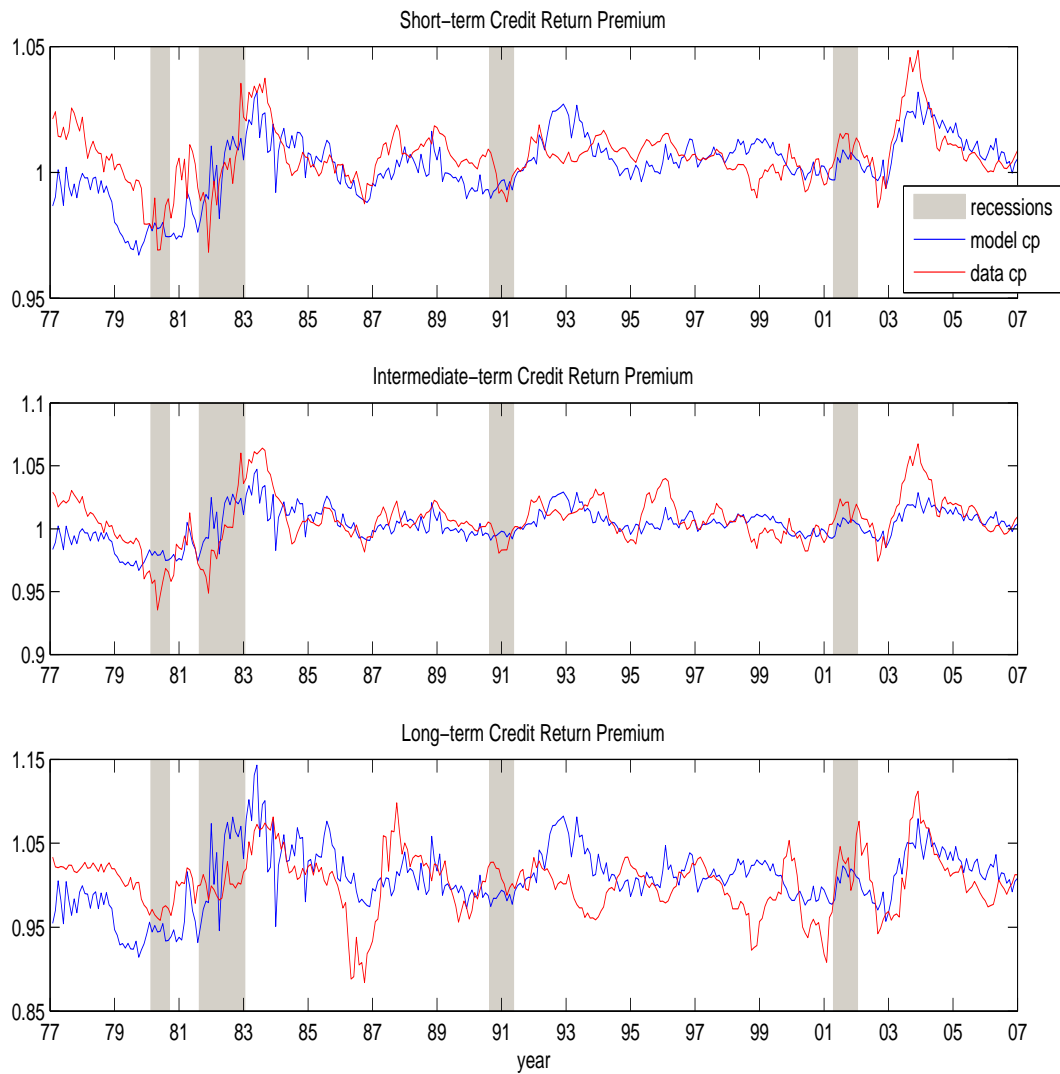 Short−term Credit Return Premium
1.05
1
0.95
77 79 81 83 85 87 89 91 93 95 97 99 01 03 05 07
recessions
model cp
data cp
Intermediate−term Credit Return Premium
1.1
1.05
1
0.95
0.9
77 79 81 83 85 87 89 91 93 95 97 99 01 03 05 07
Long−term Credit Return Premium
1.15
1.05
0.95
0.85
77 79 81 83 85 87 89 91 93 95 97 99 01 03 05 07
year